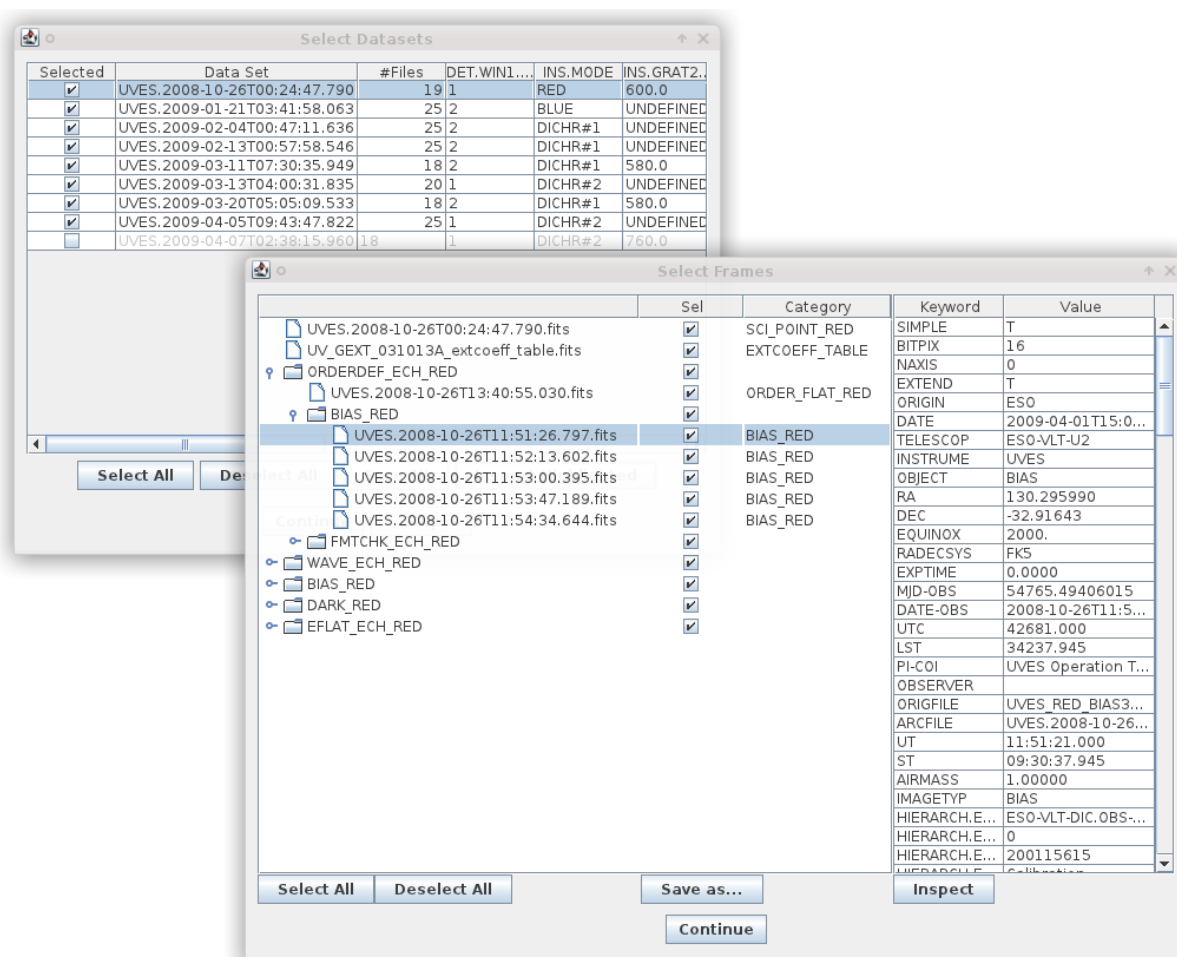 Select Datasets
Selected Data Set #Files DET.WIN1.... INS.MODE INS.GRAT2..
UVES.2008-10-26T00:24:47.790 19 1 RED 600.0
UVES.2009-01-21T03:41:58.063 25 2 BLUE UNDEFINED
UVES.2009-02-04T00:47:11.636 25 2 DICHR#1 UNDEFINED
UVES.2009-02-13T00:57:58.546 25 2 DICHR#1 UNDEFINED
UVES.2009-03-11T07:30:35.949 18 2 DICHR#1 580.0
UVES.2009-03-13T04:00:31.835 20 1 DICHR#2 UNDEFINED
UVES.2009-03-20T05:05:09.533 18 2 DICHR#1 580.0
UVES.2009-04-05T09:43:47.822 25 1 DICHR#2 UNDEFINED
UVES.2009-04-07T02:38:15.960 18 1 DICHR#2 760.0
Select All Deselect All
Select Frames
Sel Category Keyword Value
UVES.2008-10-26T00:24:47.790.fits SCI_POINT_RED SIMPLE T
UV_GEXT_031013A_extcoeff_table.fits EXTCOEFF_TABLE BITPIX 16
NAXIS 0
ORDERDEF_ECH_RED EXTEND T
UVES.2008-10-26T13:40:55.030.fits ORDER_FLAT_RED ORIGIN ESO
BIAS_RED DATE 2009-04-01T15:0...
UVES.2008-10-26T11:51:26.797.fits BIAS_RED TELESCOP ESO-VLT-U2
UVES.2008-10-26T11:52:13.602.fits BIAS_RED INSTRUME UVES
UVES.2008-10-26T11:53:00.395.fits BIAS_RED OBJECT BIAS
UVES.2008-10-26T11:53:47.189.fits BIAS_RED RA 130.295990
UVES.2008-10-26T11:54:34.644.fits BIAS_RED DEC -32.91643
FMTCHK_ECH_RED EQUINOX 2000.
WAVE_ECH_RED RADECSYS FK5
BIAS_RED EXPTIME 0.0000
DARK_RED MJD-OBS 54765.49406015
EFLAT_ECH_RED DATE-OBS 2008-10-26T11:5...
UTC 42681.000
LST 34237.945
PI-COI UVES Operation T...
OBSERVER
ORIGFILE UVES_RED_BIAS3...
ARCFILE UVES.2008-10-26...
UT 11:51:21.000
ST 09:30:37.945
AIRMASS 1.00000
IMAGETYP BIAS
HIERARCH.E... ESO-VLT-DIC.OBS-...
HIERARCH.E... 0
HIERARCH.E... 200115615
Select All Deselect All Save as... Inspect
Continue